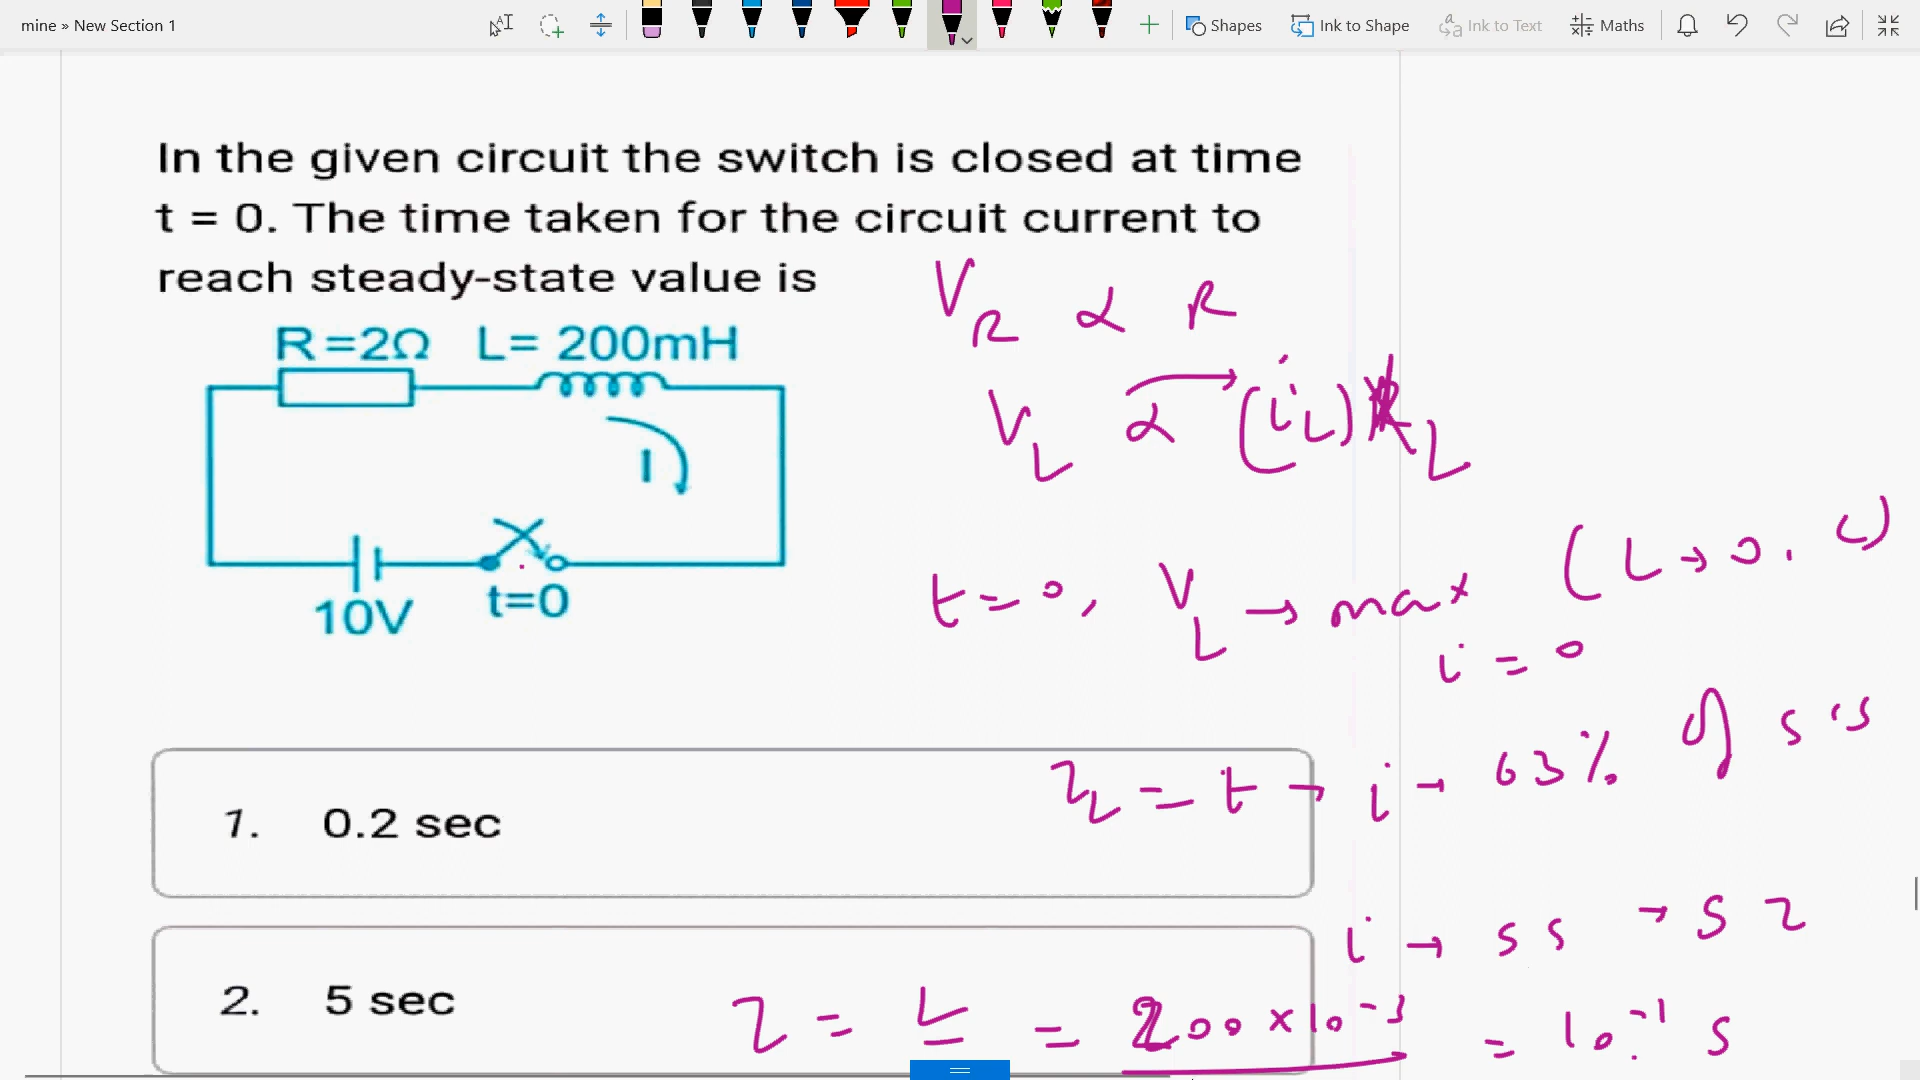 mine » New Section 1
Shapes
Ink to Shape
Ink to Text
Maths
In the given circuit the switch is closed at time
t = 0. The time taken for the circuit current to
reach steady-state value is
R=2Ω L= 200mH
I
10V
t=0
V_R α R
V_L α (i_L) L
t=0, V_L → max (L → O.C)
i = 0
τ_L = t → i → 63% of s.s
i → ss → 5τ
τ = L = 200×10⁻³ = 10⁻¹ s
1. 0.2 sec
2. 5 sec